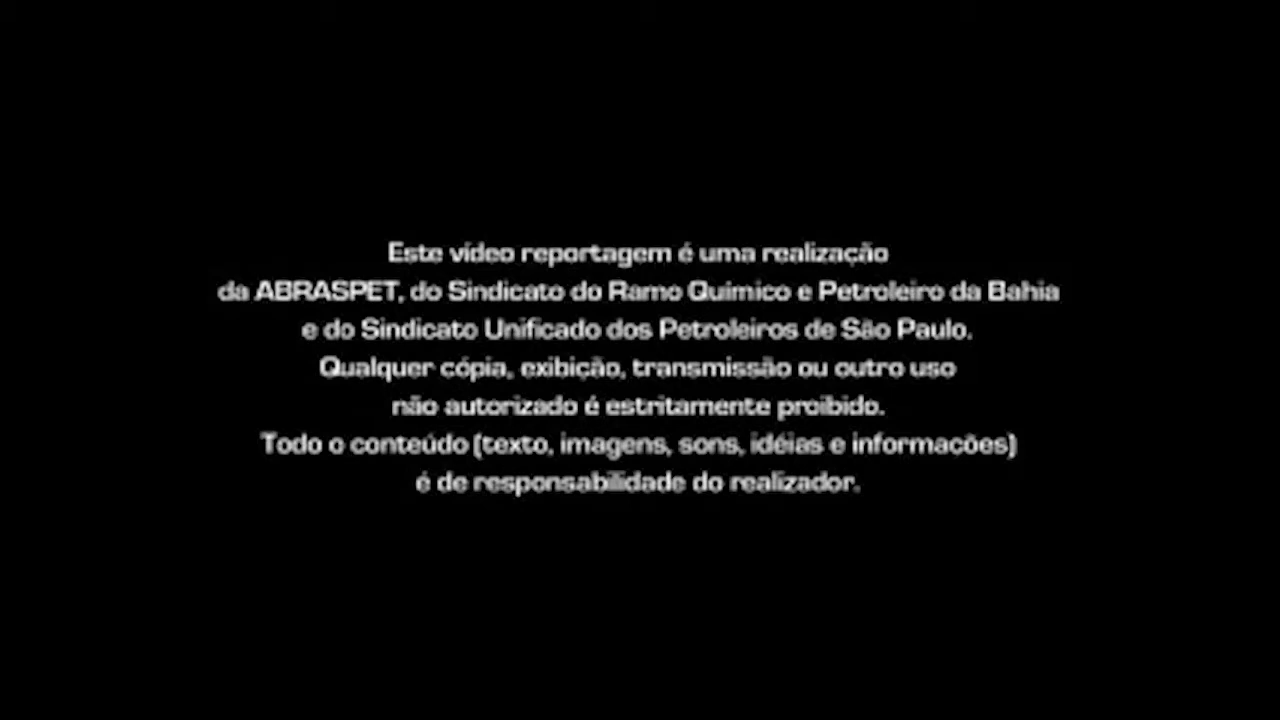 Este vídeo reportagem é uma realização
da ABRASPET, do Sindicato do Ramo Químico e Petroleiro da Bahia
e do Sindicato Unificado dos Petroleiros de São Paulo.
Qualquer cópia, exibição, transmissão ou outro uso
não autorizado é estritamente proibido.
Todo o conteúdo (texto, imagens, sons, idéias e informações)
é de responsabilidade do realizador.